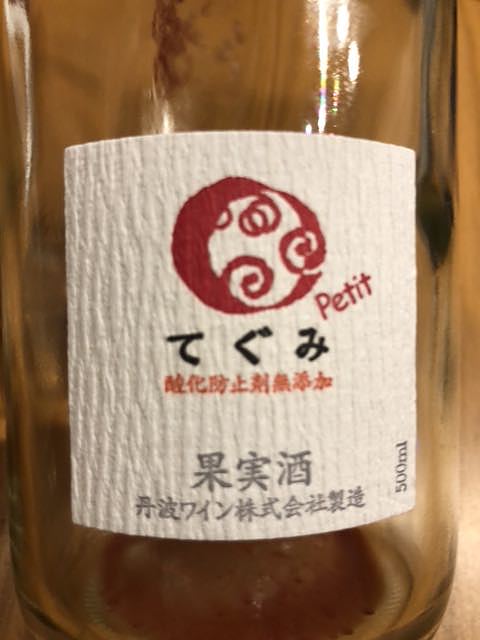 Petit
てぐみ
酸化防止剤無添加
果実酒
丹波ワイン株式会社製造
500ml